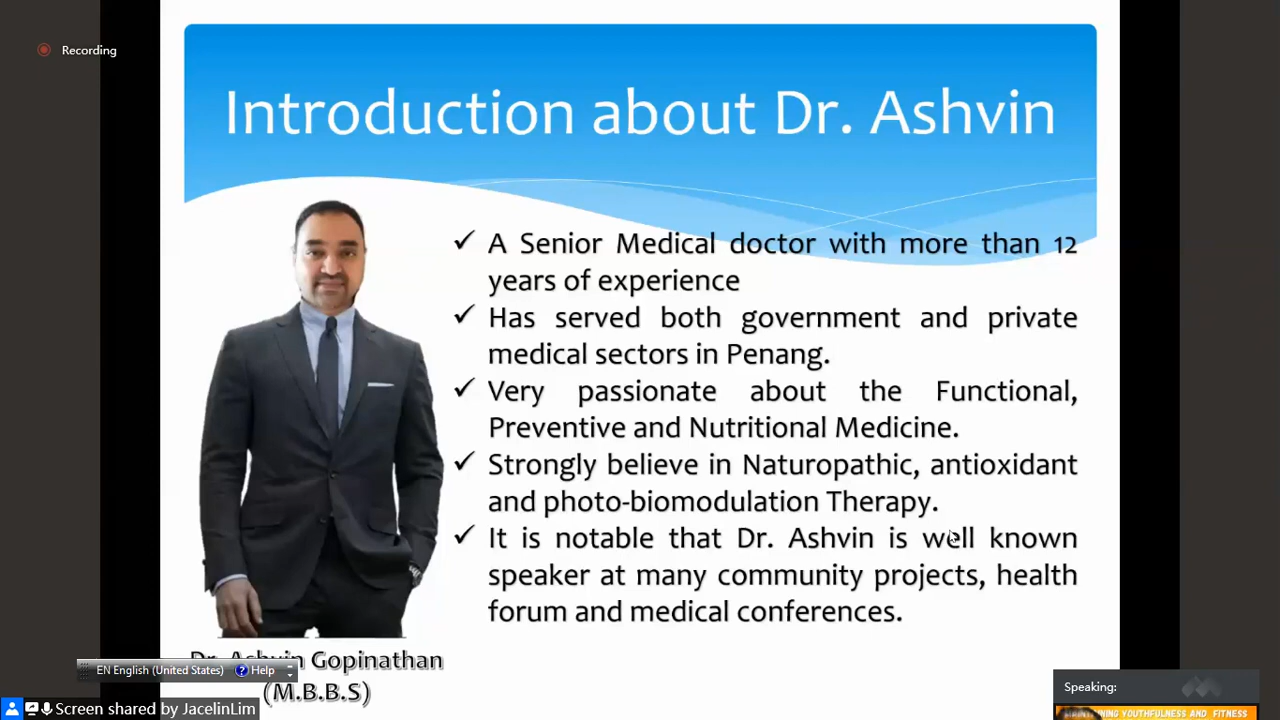 Recording
Introduction about Dr. Ashvin
✓ A Senior Medical doctor with more than 12
years of experience
✓ Has served both government and private
medical sectors in Penang.
✓ Very passionate about the Functional,
Preventive and Nutritional Medicine.
✓ Strongly believe in Naturopathic, antioxidant
and photo-biomodulation Therapy.
✓ It is notable that Dr. Ashvin is well known
speaker at many community projects, health
forum and medical conferences.
Dr. Ashvin Gopinathan
(M.B.B.S)
EN English (United States) ? Help
Screen shared by JacelinLim
Speaking:
MAINTAINING YOUTHFULNESS AND FITNESS